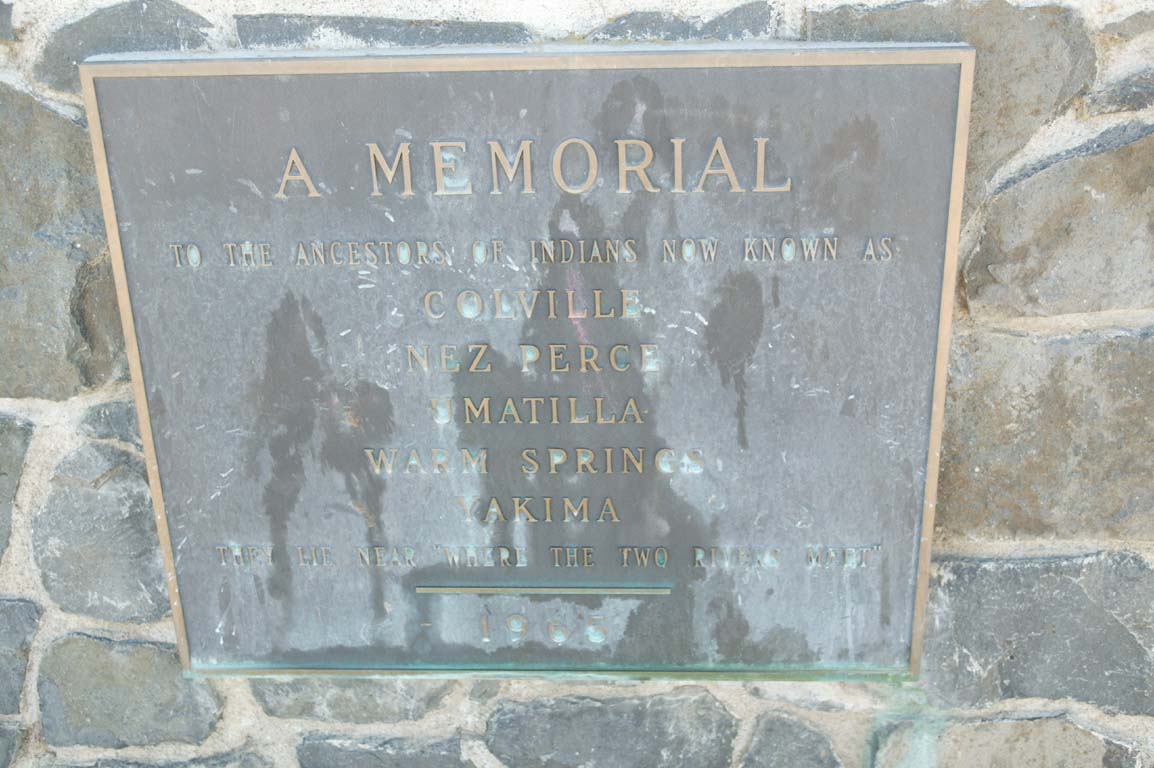 A MEMORIAL
TO THE ANCESTORS OF INDIANS NOW KNOWN AS
COLVILLE
NEZ PERCE
UMATILLA
WARM SPRINGS
YAKIMA
THEY LIE NEAR "WHERE THE TWO RIVERS MEET"
1965